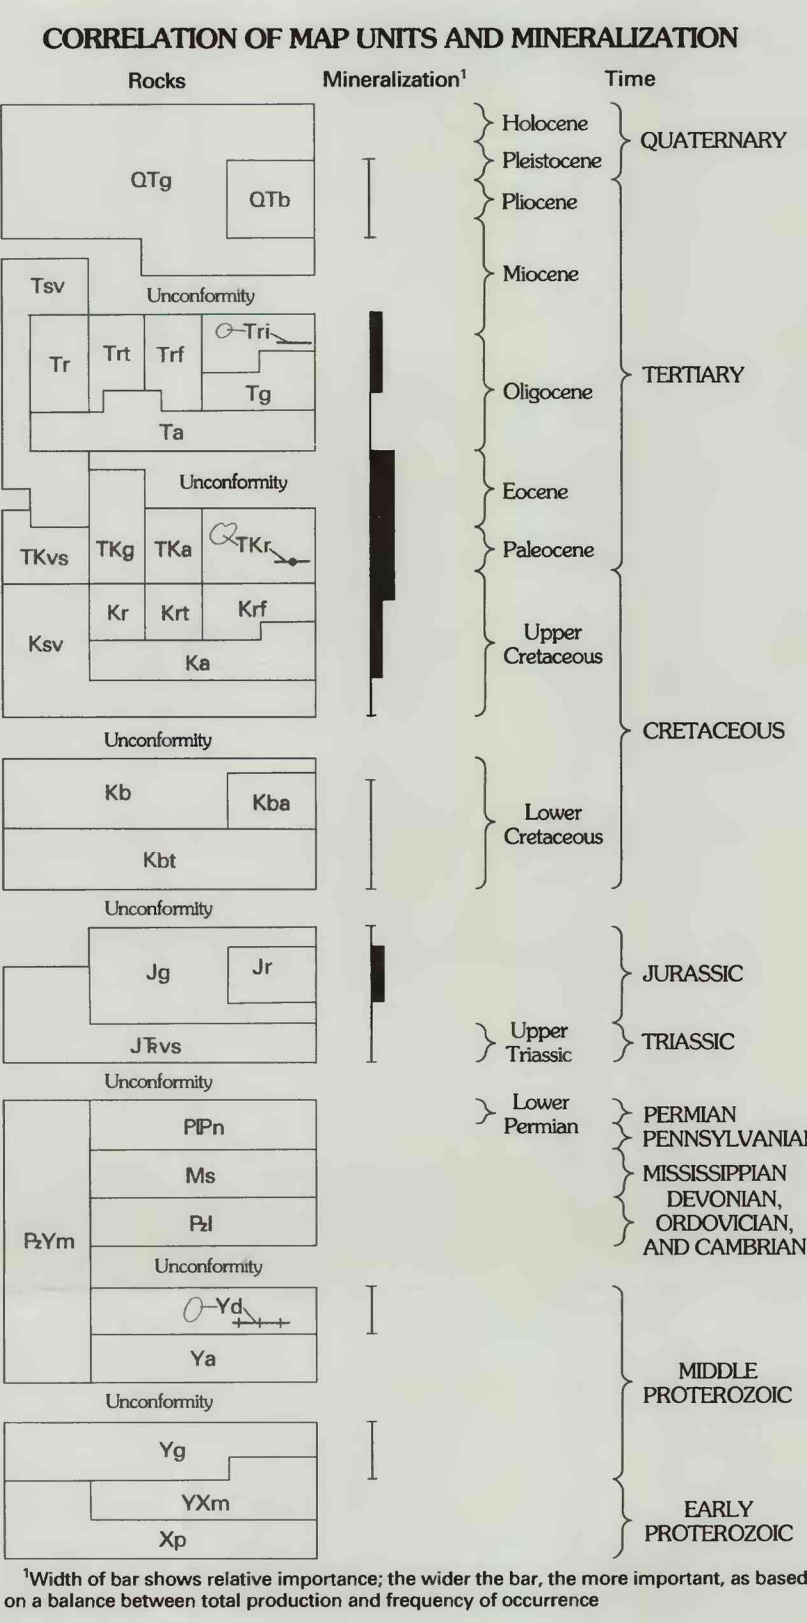 CORRELATION OF MAP UNITS AND MINERALIZATION
Rocks Mineralization¹ Time
Holocene
QUATERNARY
Pleistocene
QTg
QTb
Pliocene
Miocene
Tsv
Unconformity
Tr Trt Trf Tri
Tg
Oligocene
TERTIARY
Ta
Unconformity
Eocene
TKvs TKg TKa TKr
Paleocene
Kr Krt Krf
Ksv
Ka
Upper
Cretaceous
CRETACEOUS
Unconformity
Kb
Kba
Lower
Cretaceous
Kbt
Unconformity
Jg Jr
JURASSIC
JTRvs
Upper
Triassic
TRIASSIC
Unconformity
Lower
Permian
PERMIAN
PENNSYLVANIAN
PIPn
Ms
MISSISSIPPIAN
PzYm
Pzl
DEVONIAN,
ORDOVICIAN,
AND CAMBRIAN
Unconformity
Yd
Ya
MIDDLE
PROTEROZOIC
Unconformity
Yg
YXm
Xp
EARLY
PROTEROZOIC
¹Width of bar shows relative importance; the wider the bar, the more important, as based
on a balance between total production and frequency of occurrence